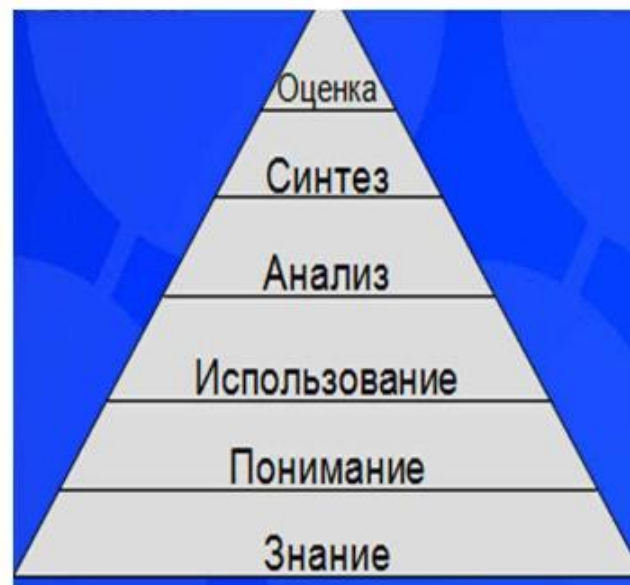 Оценка
Синтез
Анализ
Использование
Понимание
Знание